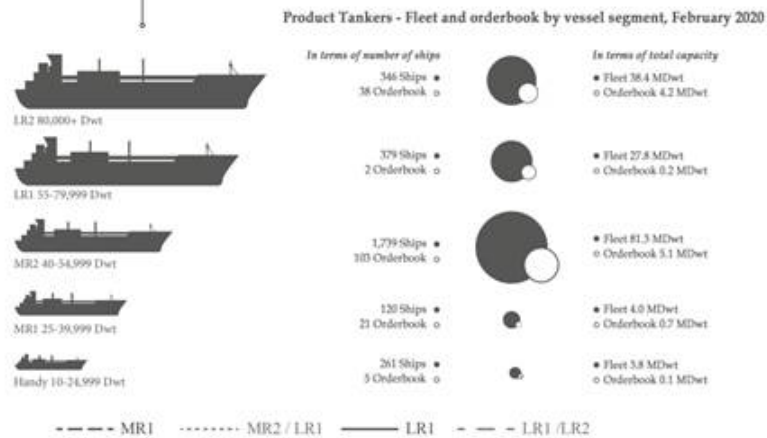 Product Tankers - Fleet and orderbook by vessel segment, February 2020
In terms of number of ships
In terms of total capacity
346 Ships
38 Orderbook
Fleet 38.4 MDwt
Orderbook 4.2 MDwt
LR2 80,000+ Dwt
379 Ships
2 Orderbook
Fleet 27.8 MDwt
Orderbook 0.2 MDwt
LR1 55-79,999 Dwt
1,739 Ships
103 Orderbook
Fleet 81.3 MDwt
Orderbook 5.1 MDwt
MR2 40-54,999 Dwt
120 Ships
21 Orderbook
Fleet 4.0 MDwt
Orderbook 0.7 MDwt
MR1 25-39,999 Dwt
261 Ships
5 Orderbook
Fleet 3.8 MDwt
Orderbook 0.1 MDwt
Handy 10-24,999 Dwt
MR1 MR2 / LR1 LR1 LR1 /LR2